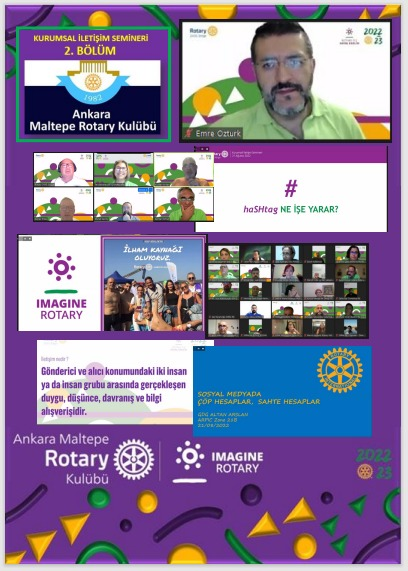 KURUMSAL İLETİŞİM SEMİNERİ
2. BÖLÜM
1982
Ankara
Maltepe Rotary Kulübü
Rotary
2022
23
Emre Ozturk
#
haSHtag NE İŞE YARAR?
IMAGINE
ROTARY
İLHAM KAYNAĞI
OLUYORUZ
İletişim nedir?
Gönderici ve alıcı konumundaki iki insan
ya da insan grubu arasında gerçekleşen
duygu, düşünce, davranış ve bilgi
alışverişidir.
SOSYAL MEDYADA
ÇÖP HESAPLAR, SAHTE HESAPLAR
Ankara Maltepe
Rotary
Kulübü
IMAGINE
ROTARY
2022
23